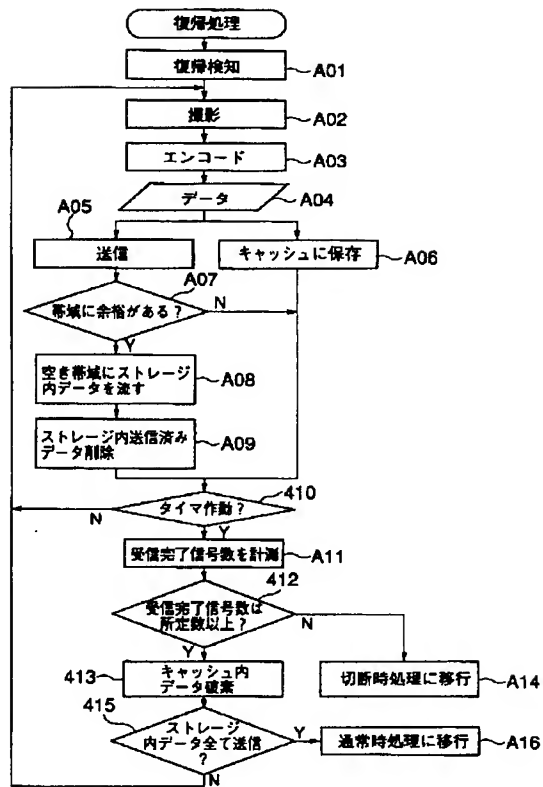 復帰処理
復帰検知
A01
撮影
A02
エンコード
A03
データ
A04
A05
送信
キャッシュに保存
A06
A07
帯域に余裕がある？
N
Y
空き帯域にストレージ
内データを流す
A08
ストレージ内送信済み
データ削除
A09
410
タイマ作動？
N
Y
受信完了信号数を計測
A11
412
受信完了信号数は
所定数以上？
N
Y
413
キャッシュ内
データ破棄
切断時処理に移行
A14
415
ストレージ
内データ全て送信
？
Y
通常時処理に移行
A16
N